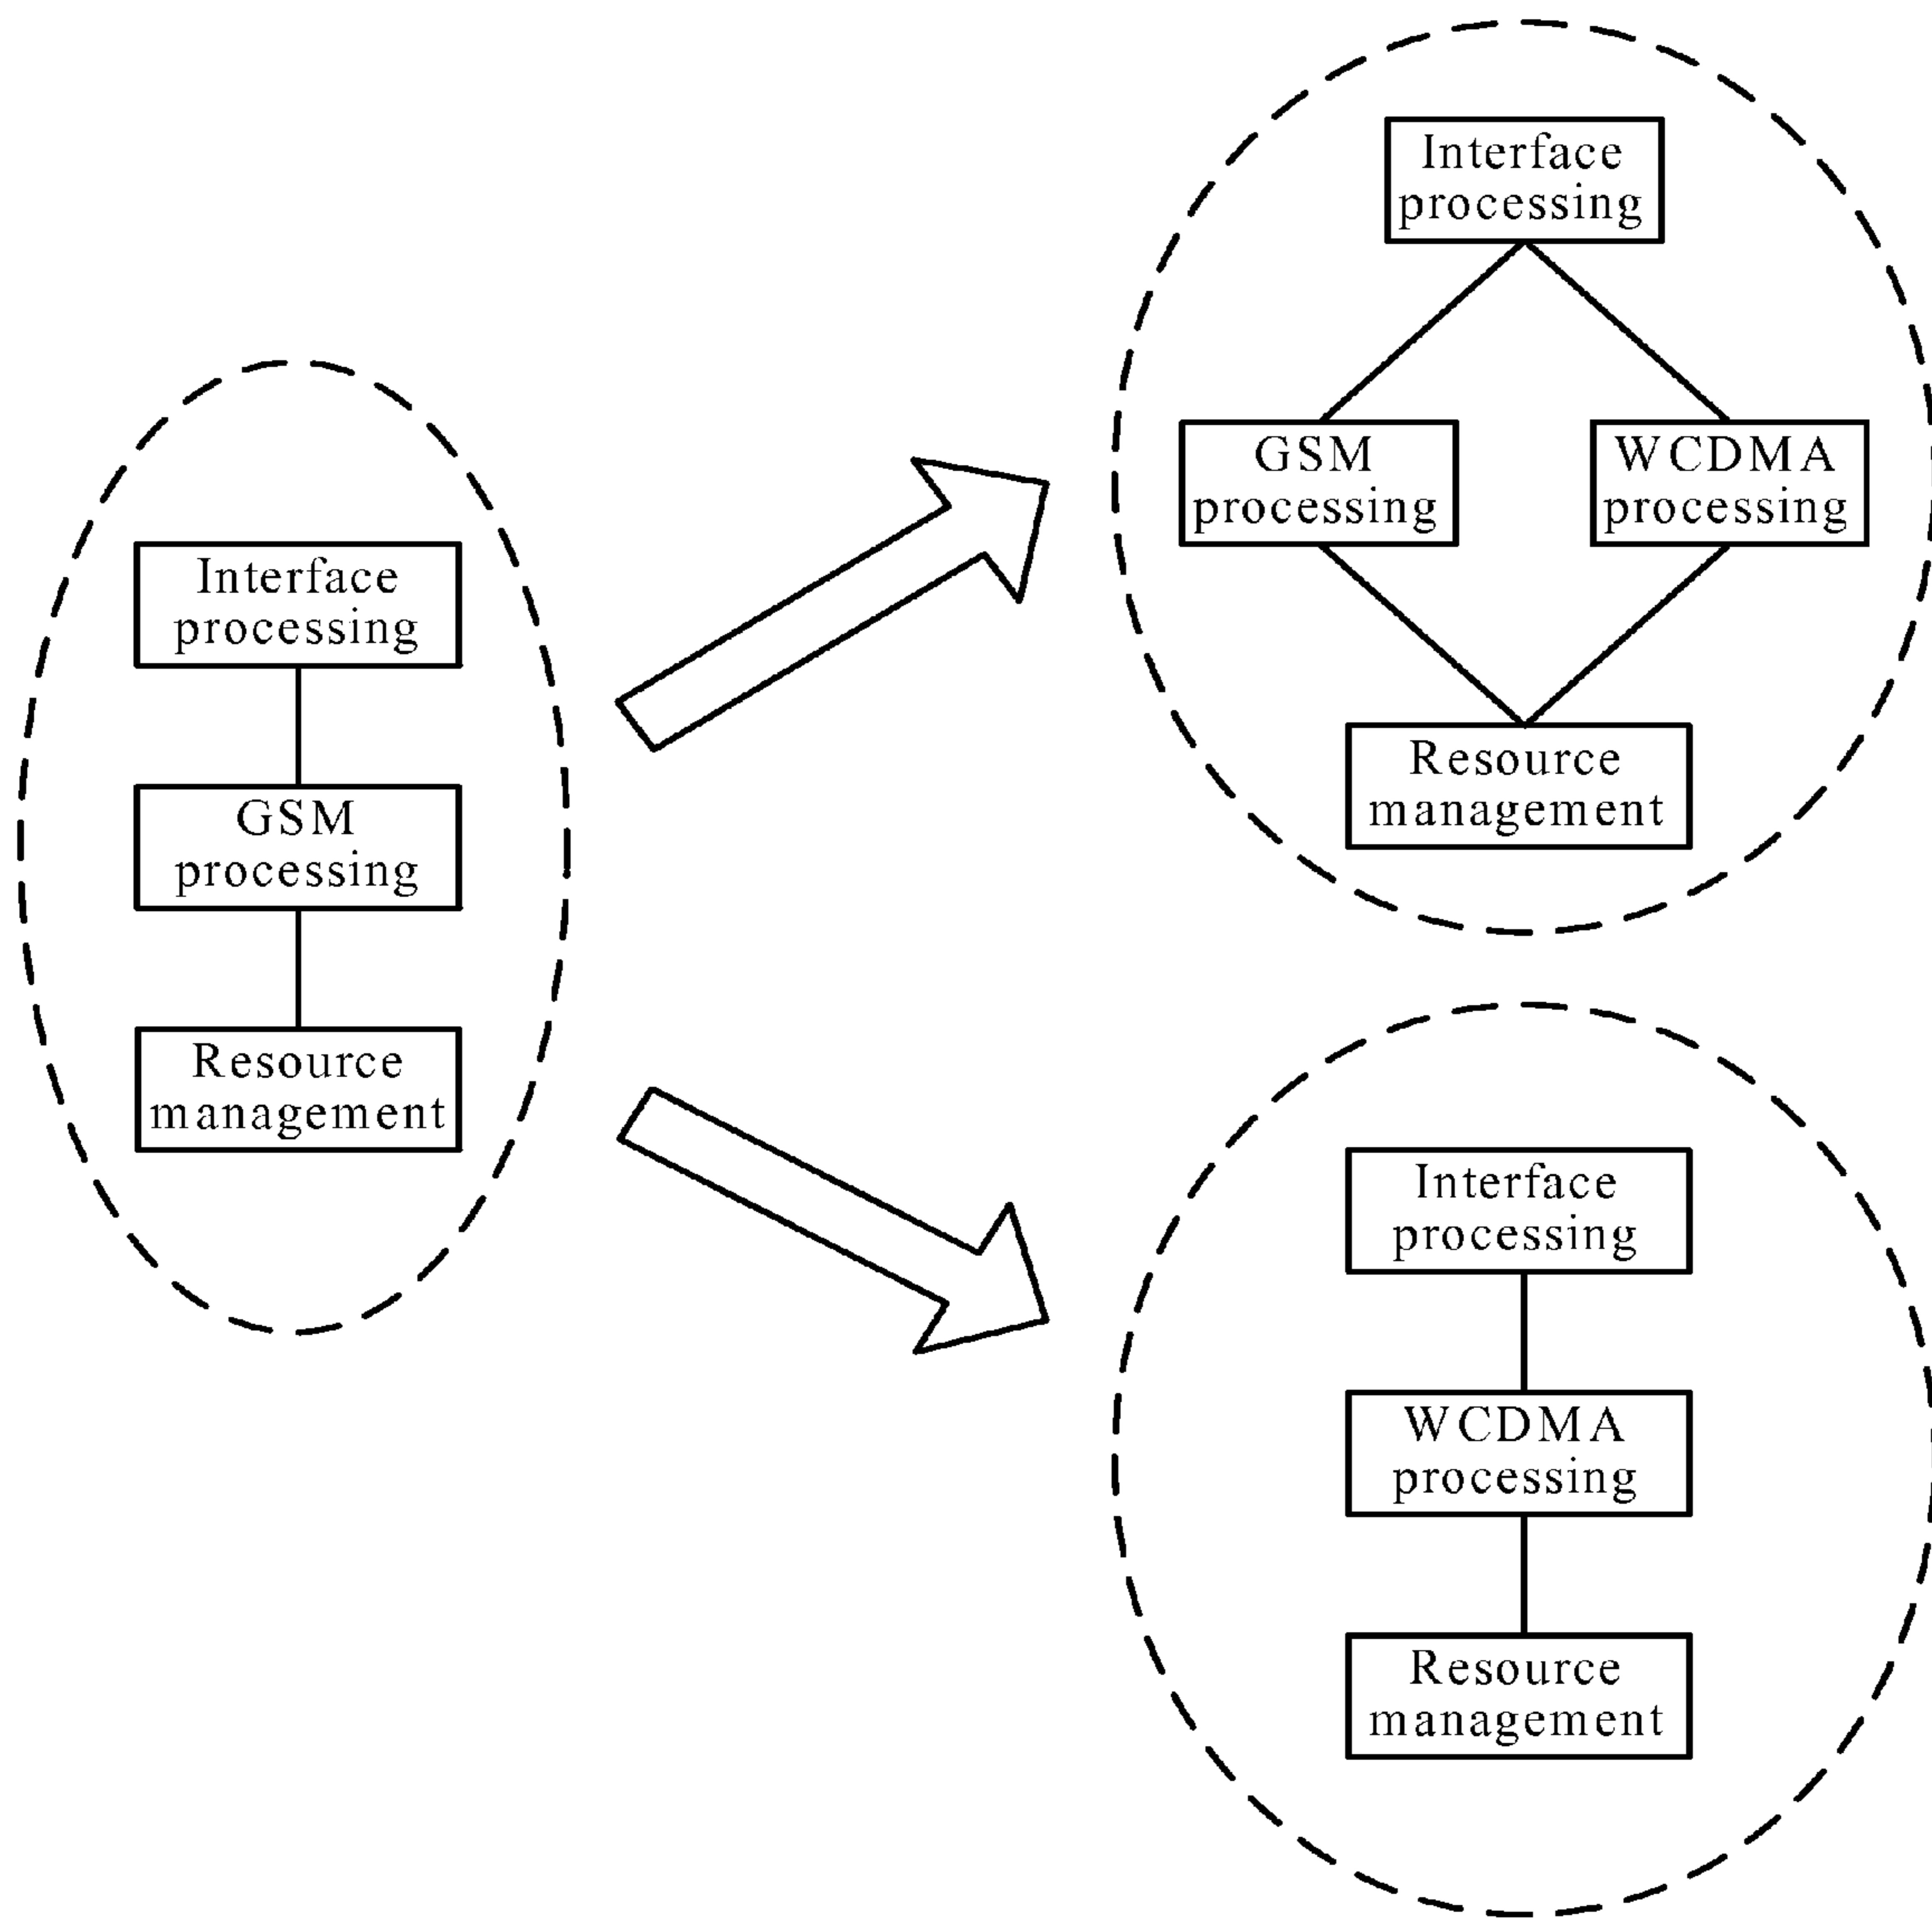 Interface
processing
GSM
processing
Resource
management
Interface
processing
GSM
processing
WCDMA
processing
Resource
management
Interface
processing
WCDMA
processing
Resource
management